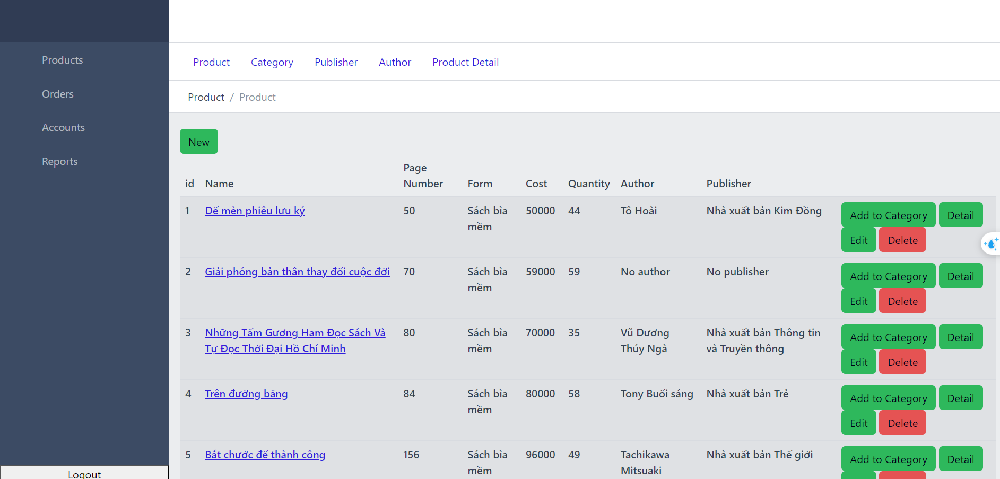 Products
Orders
Accounts
Reports
Logout
Product Category Publisher Author Product Detail
Product / Product
New
id Name Page Number Form Cost Quantity Author Publisher
1 Dế mèn phiêu lưu ký 50 Sách bìa mềm 50000 44 Tô Hoài Nhà xuất bản Kim Đồng Add to Category Detail
Edit Delete
2 Giải phóng bản thân thay đổi cuộc đời 70 Sách bìa mềm 59000 59 No author No publisher Add to Category Detail
Edit Delete
3 Những Tấm Gương Ham Đọc Sách Và Tự Đọc Thời Đại Hồ Chí Minh 80 Sách bìa mềm 70000 35 Vũ Dương Thúy Ngà Nhà xuất bản Thông tin và Truyền thông Add to Category Detail
Edit Delete
4 Trên đường băng 84 Sách bìa mềm 80000 58 Tony Buổi sáng Nhà xuất bản Trẻ Add to Category Detail
Edit Delete
5 Bắt chước để thành công 156 Sách bìa mềm 96000 49 Tachikawa Mitsuaki Nhà xuất bản Thế giới Add to Category Detail